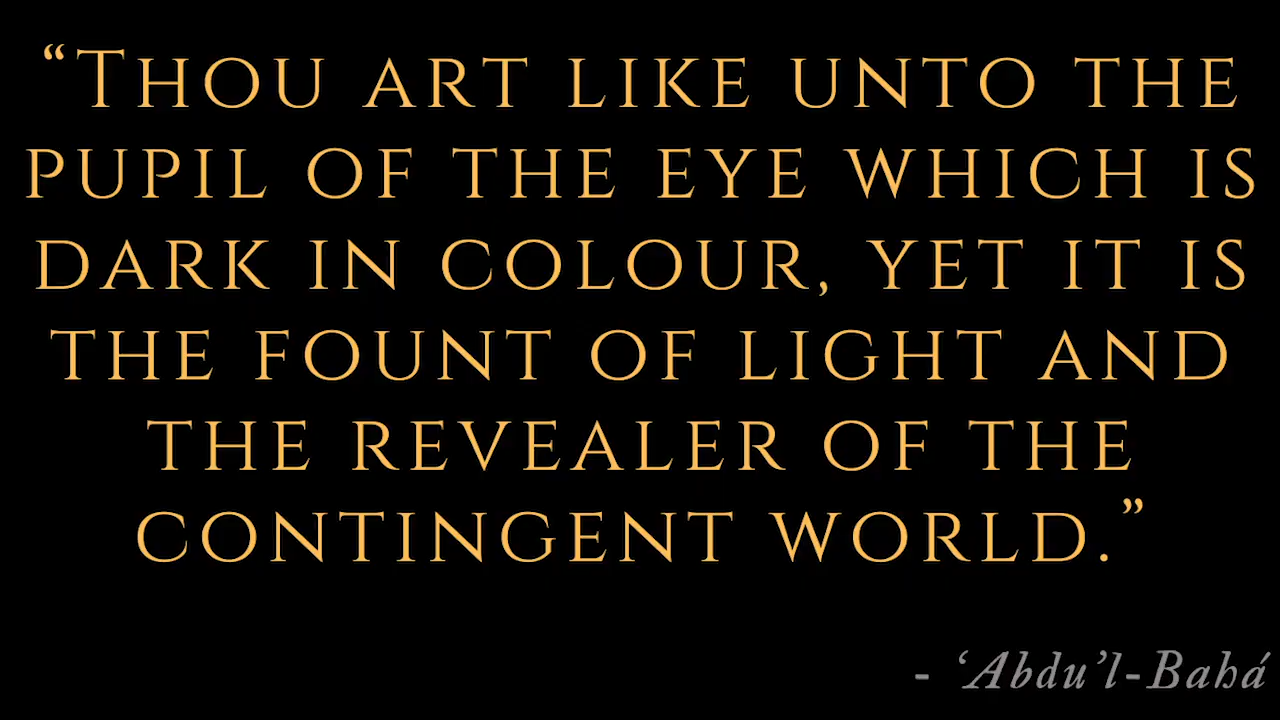 “Thou art like unto the
pupil of the eye which is
dark in colour, yet it is
the fount of light and
the revealer of the
contingent world.”
- ‘Abdu’l-Bahá